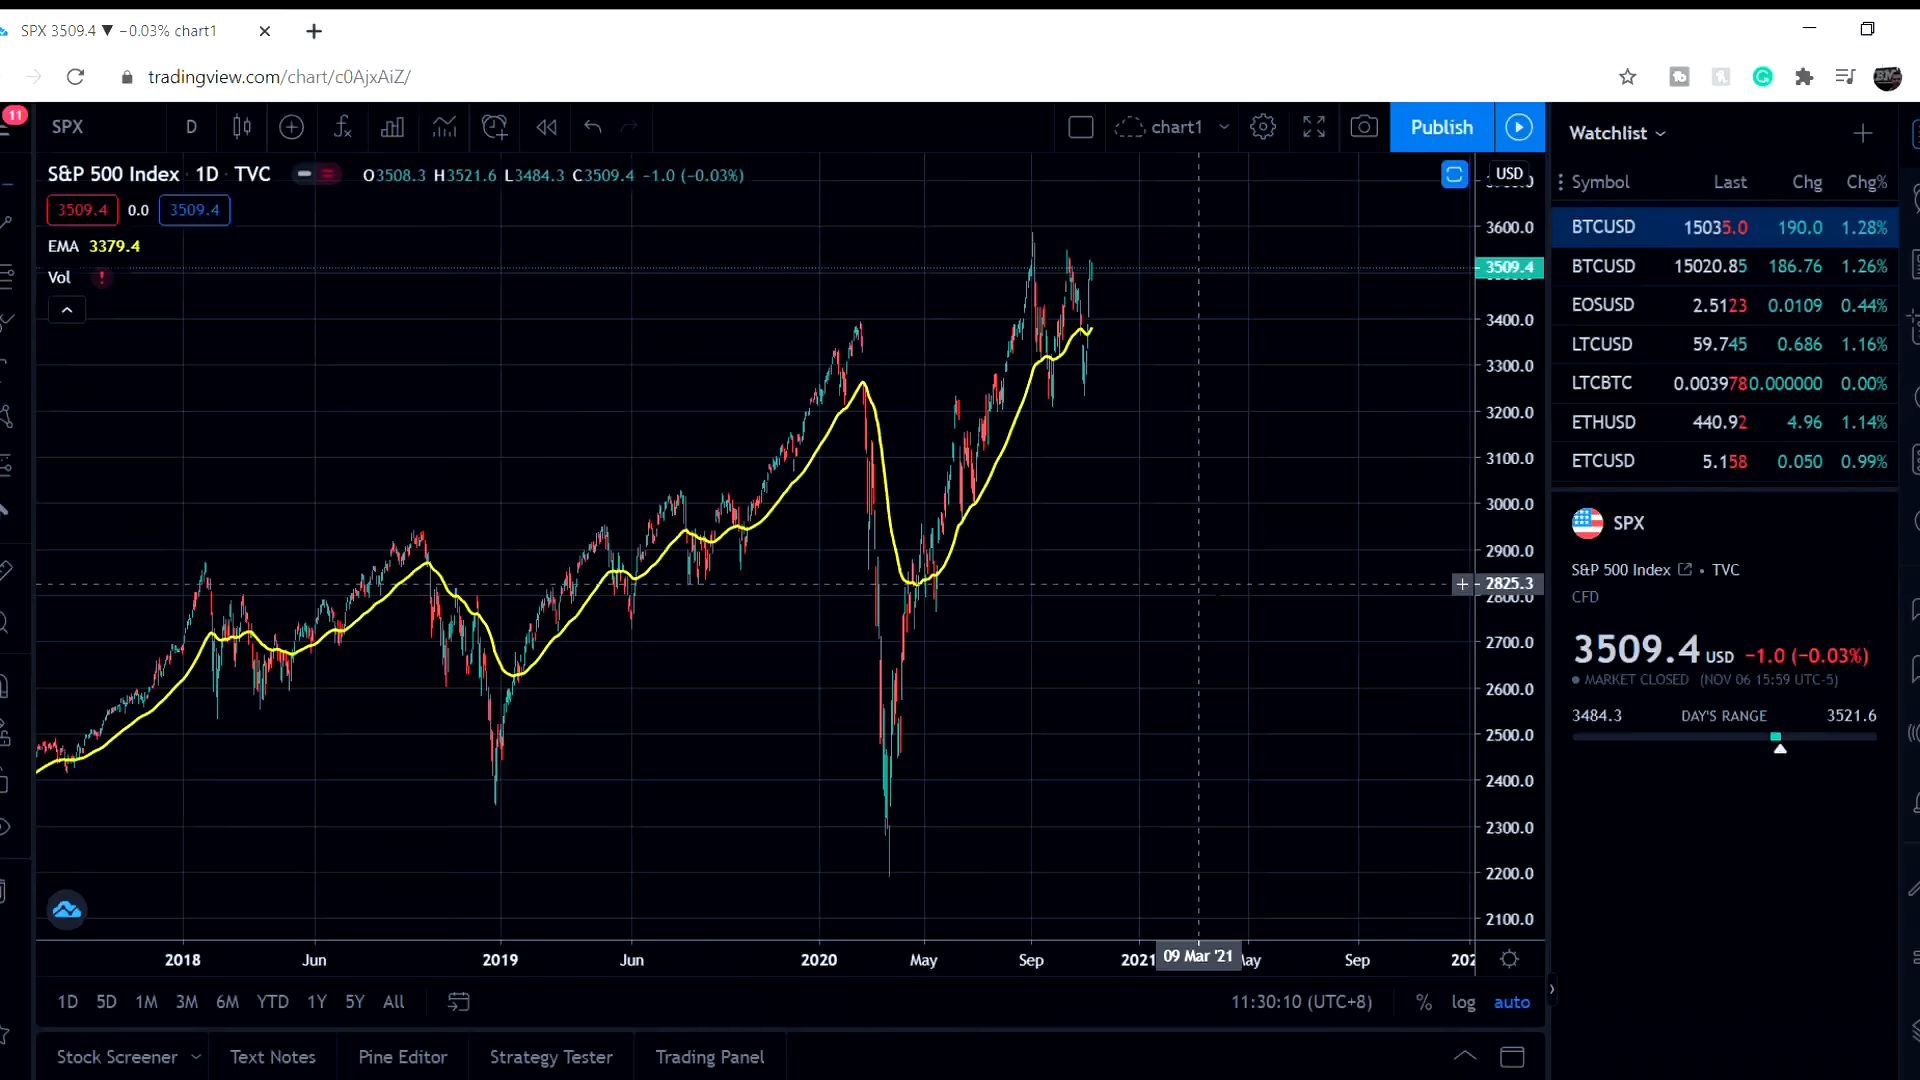 SPX 3509.4 ▼ −0.03% chart1
tradingview.com/chart/c0AjxAiZ/
11
SPX D chart1 Publish
S&P 500 Index · 1D · TVC O3508.3 H3521.6 L3484.3 C3509.4 −1.0 (−0.03%)
3509.4 0.0 3509.4
EMA 3379.4
Vol !
USD
3600.0
3509.4
3400.0
3300.0
3200.0
3100.0
3000.0
2900.0
2825.3
2800.0
2700.0
2600.0
2500.0
2400.0
2300.0
2200.0
2100.0
2018 Jun 2019 Jun 2020 May Sep 2021 09 Mar '21 Sep
1D 5D 1M 3M 6M YTD 1Y 5Y All 11:30:10 (UTC+8) % log auto
Stock Screener Text Notes Pine Editor Strategy Tester Trading Panel
Watchlist
Symbol Last Chg Chg%
BTCUSD 15035.0 190.0 1.28%
BTCUSD 15020.85 186.76 1.26%
EOSUSD 2.5123 0.0109 0.44%
LTCUSD 59.745 0.686 1.16%
LTCBTC 0.003978 0.000000 0.00%
ETHUSD 440.92 4.96 1.14%
ETCUSD 5.158 0.050 0.99%
SPX
S&P 500 Index • TVC
CFD
3509.4 USD −1.0 (−0.03%)
MARKET CLOSED (NOV 06 15:59 UTC-5)
3484.3 DAY'S RANGE 3521.6